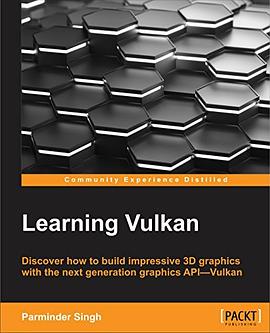 Community Experience Distilled
Learning Vulkan
Discover how to build impressive 3D graphics
with the next generation graphics API—Vulkan
Parminder Singh
[PACKT]
PUBLISHING